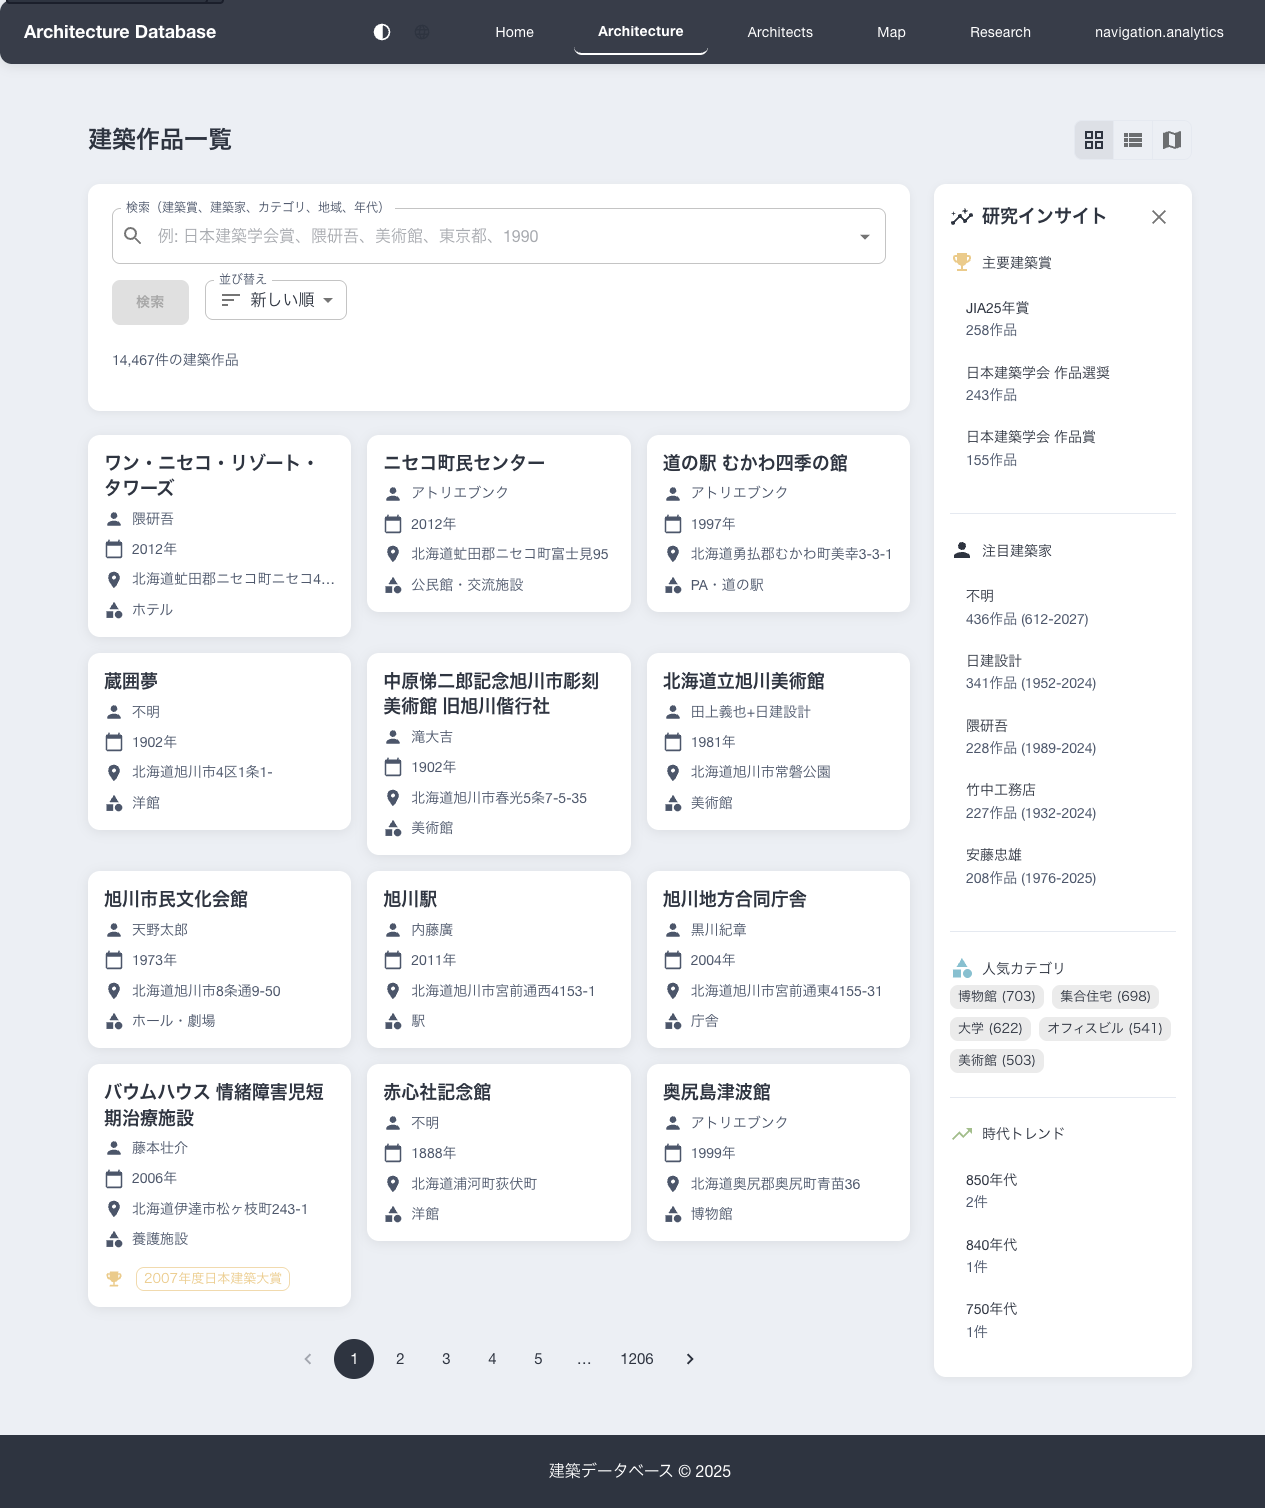 Architecture Database
Home
Architecture
Architects
Map
Research
navigation.analytics
建築作品一覧
検索（建築賞、建築家、カテゴリ、地域、年代）
例: 日本建築学会賞、隈研吾、美術館、東京都、1990
検索
並び替え
新しい順
14,467件の建築作品
ワン・ニセコ・リゾート・
タワーズ
隈研吾
2012年
北海道虻田郡ニセコ町ニセコ4...
ホテル
ニセコ町民センター
アトリエブンク
2012年
北海道虻田郡ニセコ町富士見95
公民館・交流施設
道の駅 むかわ四季の館
アトリエブンク
1997年
北海道勇払郡むかわ町美幸3-3-1
PA・道の駅
蔵囲夢
不明
1902年
北海道旭川市4区1条1-
洋館
中原悌二郎記念旭川市彫刻
美術館 旧旭川偕行社
滝大吉
1902年
北海道旭川市春光5条7-5-35
美術館
北海道立旭川美術館
田上義也+日建設計
1981年
北海道旭川市常磐公園
美術館
旭川市民文化会館
天野太郎
1973年
北海道旭川市8条通9-50
ホール・劇場
旭川駅
内藤廣
2011年
北海道旭川市宮前通西4153-1
駅
旭川地方合同庁舎
黒川紀章
2004年
北海道旭川市宮前通東4155-31
庁舎
バウムハウス 情緒障害児短
期治療施設
藤本壮介
2006年
北海道伊達市松ヶ枝町243-1
養護施設
2007年度日本建築大賞
赤心社記念館
不明
1888年
北海道浦河町荻伏町
洋館
奥尻島津波館
アトリエブンク
1999年
北海道奥尻郡奥尻町青苗36
博物館
1
2
3
4
5
...
1206
研究インサイト
主要建築賞
JIA25年賞
258作品
日本建築学会 作品選奨
243作品
日本建築学会 作品賞
155作品
注目建築家
不明
436作品 (612-2027)
日建設計
341作品 (1952-2024)
隈研吾
228作品 (1989-2024)
竹中工務店
227作品 (1932-2024)
安藤忠雄
208作品 (1976-2025)
人気カテゴリ
博物館 (703)
集合住宅 (698)
大学 (622)
オフィスビル (541)
美術館 (503)
時代トレンド
850年代
2件
840年代
1件
750年代
1件
建築データベース © 2025